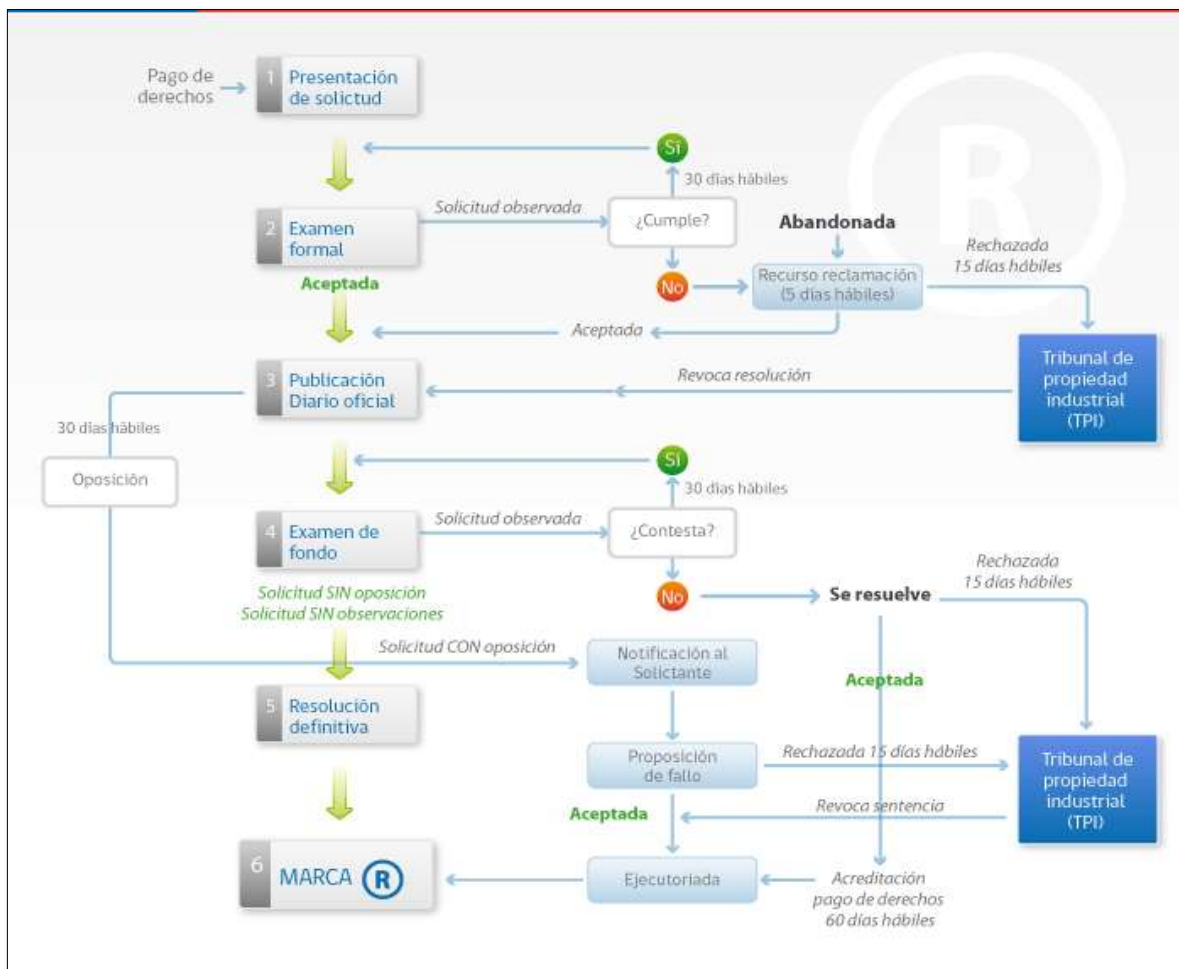 Pago de
derechos
1
Presentación
de solictud
Sí
30 días hábiles
Solicitud observada
¿Cumple?
2
Examen
formal
Abandonada
Rechazada
15 días hábiles
No
Recurso reclamación
(5 días hábiles)
Aceptada
Aceptada
3
Publicación
Diario oficial
Revoca resolución
Tribunal de
propiedad
industrial
(TPI)
30 días hábiles
Oposición
Sí
30 días hábiles
Solicitud observada
¿Contesta?
4
Examen de
fondo
Rechazada
15 días hábiles
No
Se resuelve
Solicitud SIN oposición
Solicitud SIN observaciones
Solicitud CON oposición
Notificación al
Solictante
Aceptada
5
Resolución
definitiva
Proposición
de fallo
Rechazada 15 días hábiles
Tribunal de
propiedad
industrial
(TPI)
Revoca sentencia
Aceptada
6
MARCA R
Ejecutoriada
Acreditación
pago de derechos
60 días hábiles
R